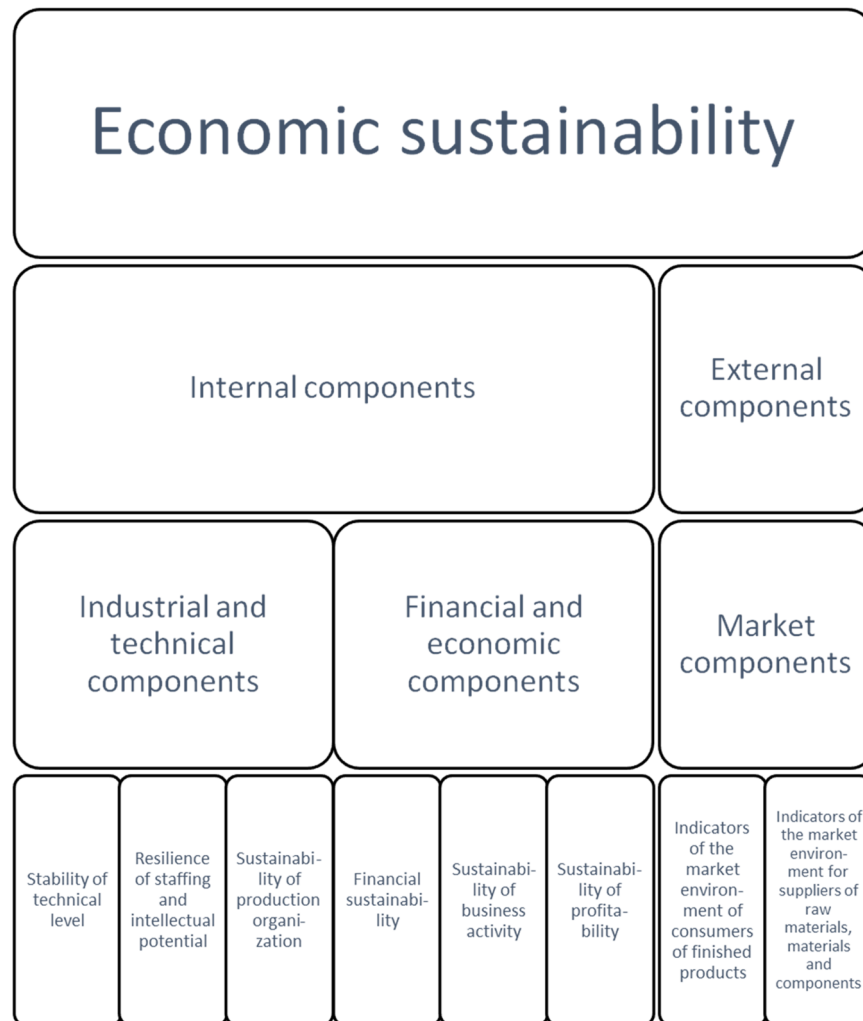 Economic sustainability
Internal components
External
components
Industrial and
technical
components
Financial and
economic
components
Market
components
Stability of
technical
level
Resilience
of staffing
and
intellectual
potential
Sustainabi-
lity of
production
organi-
zation
Financial
sustainabi-
lity
Sustainabi-
lity of
business
activity
Sustainabi-
lity of
profita-
bility
Indicators
of the
market
environ-
ment of
consumers
of finished
products
Indicators of
the market
environ-
ment for
suppliers of
raw
materials,
materials
and
components